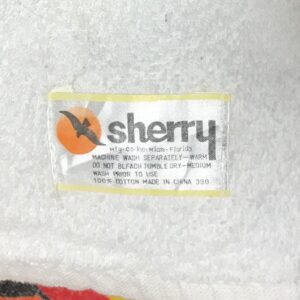 sherry
Mfg. Co. Inc. Miami, Florida
MACHINE WASH SEPARATELY-WARM
DO NOT BLEACH TUMBLE DRY-MEDIUM
WASH PRIOR TO USE
100% COTTON MADE IN CHINA 330